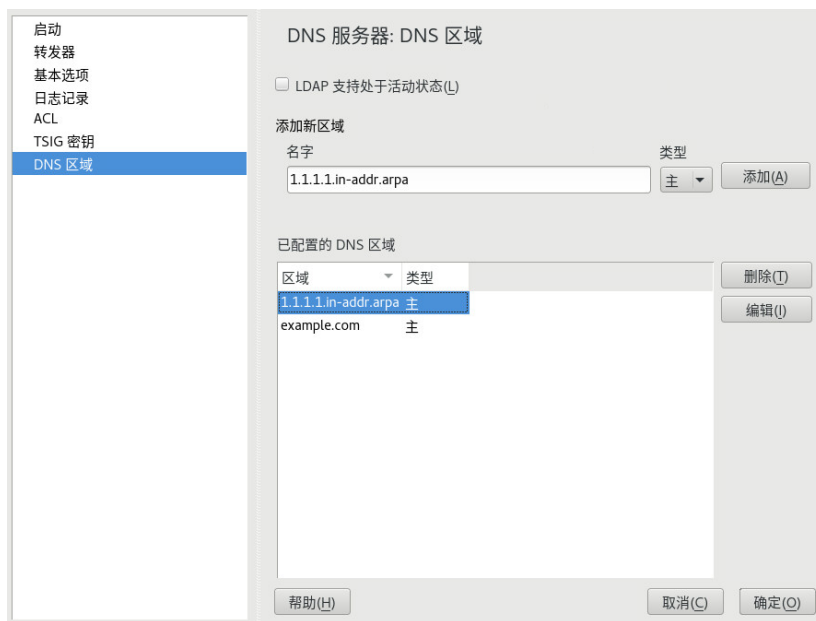 启动
转发器
基本选项
日志记录
ACL
TSIG 密钥
DNS 区域
DNS 服务器: DNS 区域
LDAP 支持处于活动状态(L)
添加新区域
名字 类型
1.1.1.1.in-addr.arpa 主 添加(A)
已配置的 DNS 区域
区域 类型 删除(T)
1.1.1.1.in-addr.arpa 主 编辑(I)
example.com 主
帮助(H) 取消(C) 确定(O)